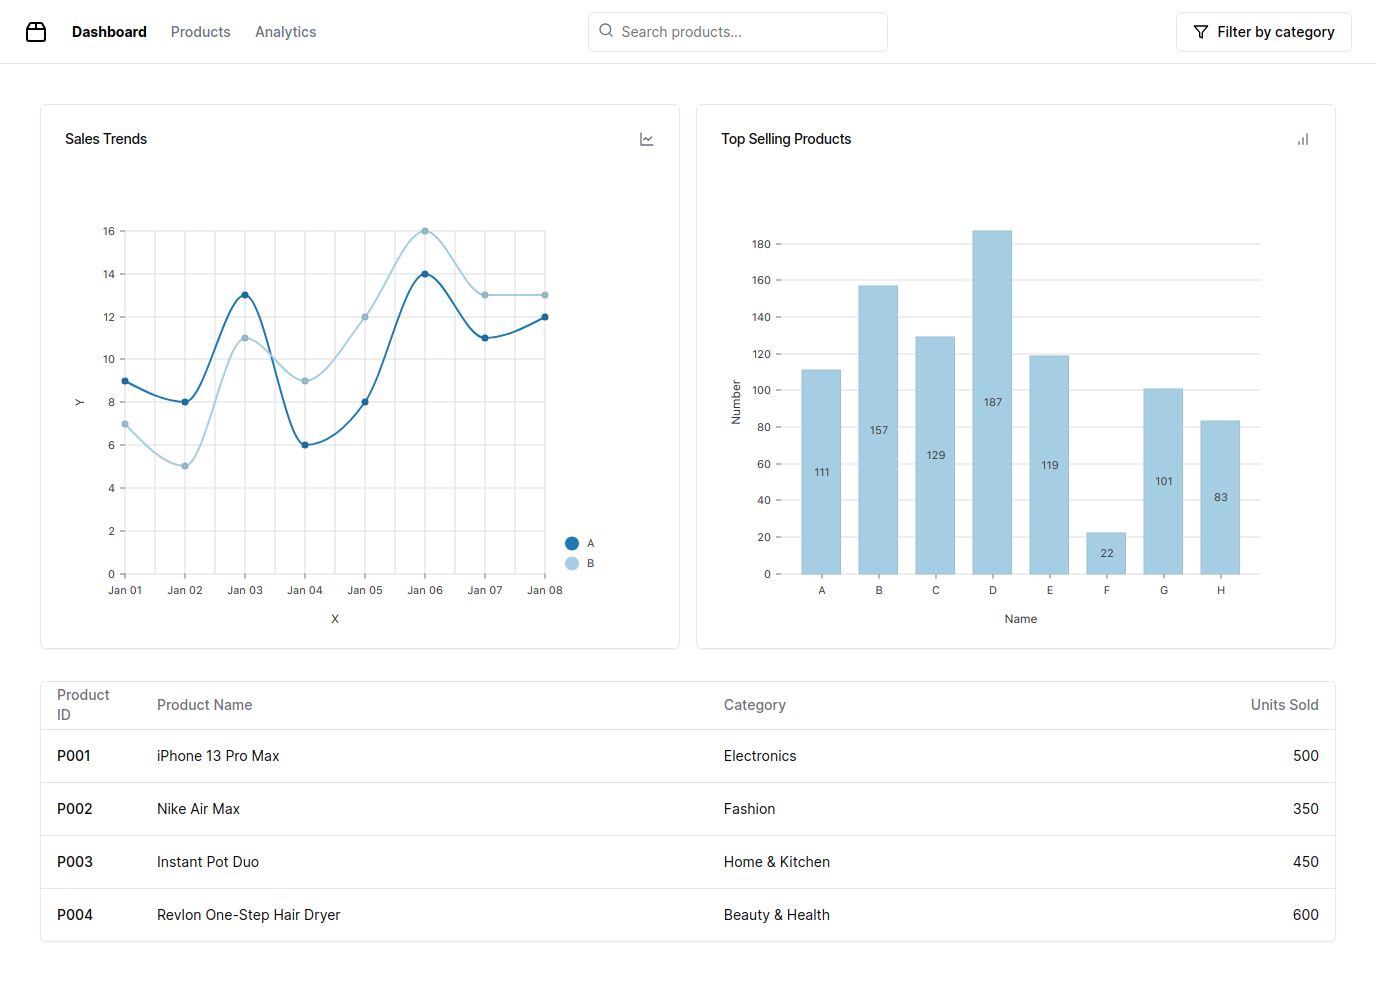 Dashboard Products Analytics Search products... Filter by category
Sales Trends
16
14
12
10
8
6
4
2
0
Y
Jan 01 Jan 02 Jan 03 Jan 04 Jan 05 Jan 06 Jan 07 Jan 08
X
A
B
Top Selling Products
180
160
140
120
100
80
60
40
20
0
Number
111 157 129 187 119 22 101 83
A B C D E F G H
Name
Product ID Product Name Category Units Sold
P001 iPhone 13 Pro Max Electronics 500
P002 Nike Air Max Fashion 350
P003 Instant Pot Duo Home & Kitchen 450
P004 Revlon One-Step Hair Dryer Beauty & Health 600